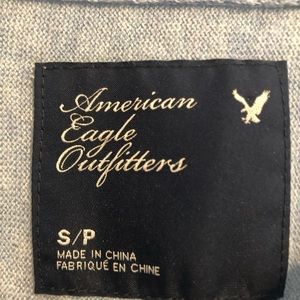 American
Eagle
Outfitters
S/P
MADE IN CHINA
FABRIQUÉ EN CHINE